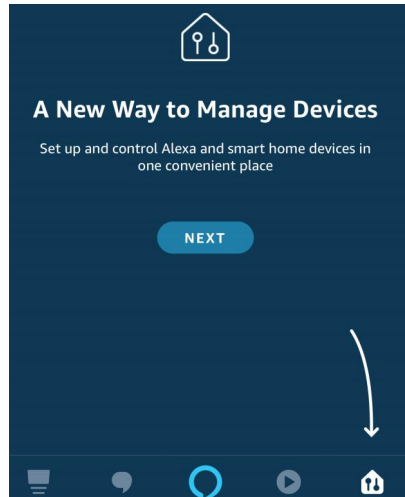 A New Way to Manage Devices
Set up and control Alexa and smart home devices in
one convenient place
NEXT